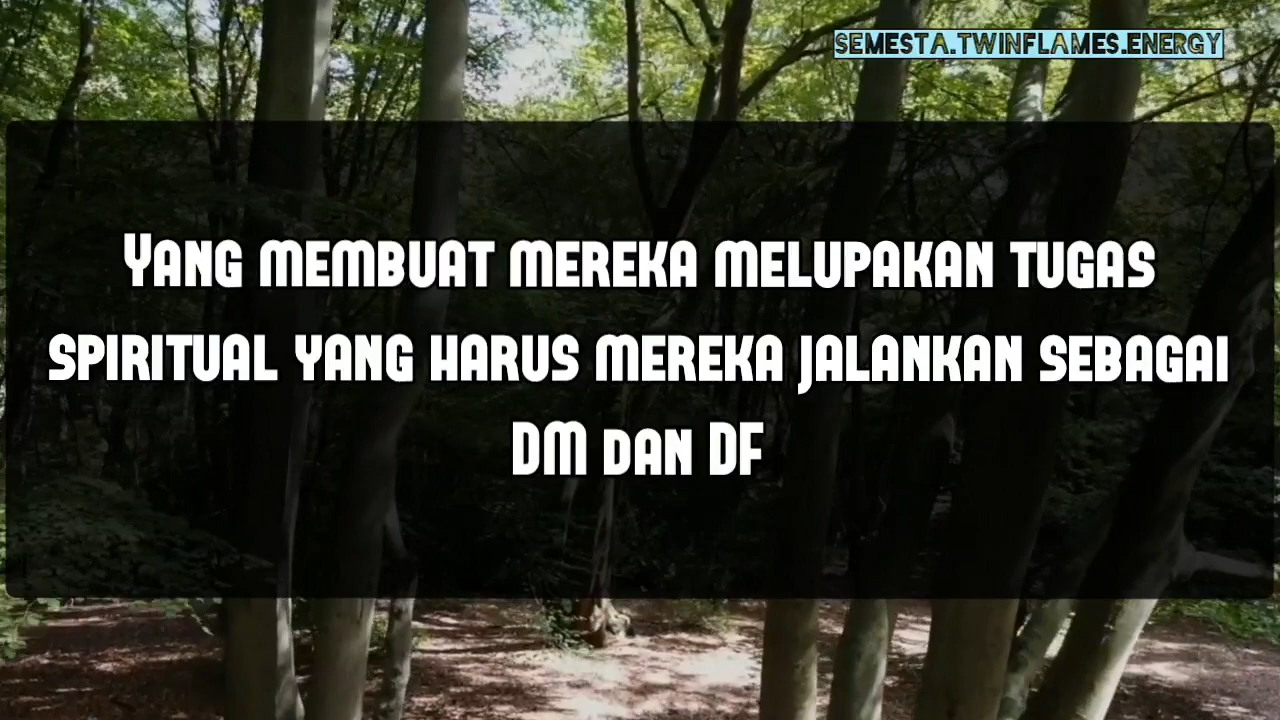 SEMESTA.TWINFLAMES.ENERGY
YANG MEMBUAT MEREKA MELUPAKAN TUGAS
SPIRITUAL YANG HARUS MEREKA JALANKAN SEBAGAI
DM DAN DF